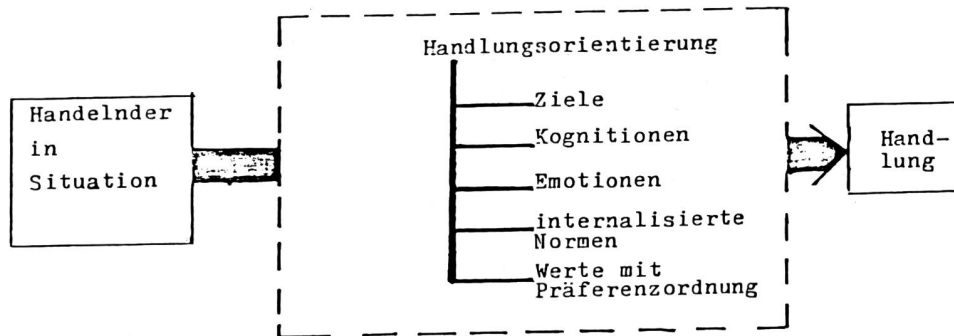 Handlungsorientierung
Handelnder
in
Situation
Ziele
Kognitionen
Emotionen
internalisierte
Normen
Werte mit
Präferenzordnung
Hand-
lung